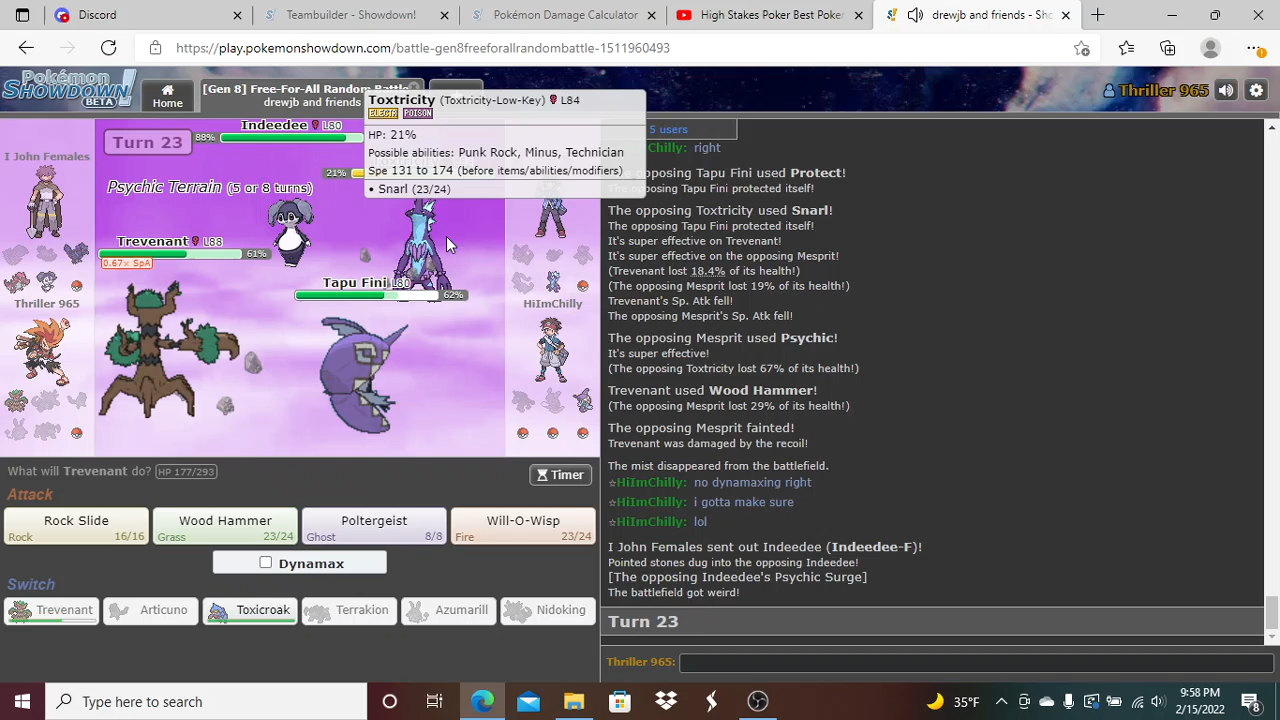 Discord
Teambuilder - Showdown!
Pokémon Damage Calculator
High Stakes Poker Best Poker
drewjb and friends - Sho
https://play.pokemonshowdown.com/battle-gen8freeforallrandombattle-1511960493
Pokémon
Showdown!
BETA
Home
[Gen 8] Free-For-All Random Battle
drewjb and friends
Thriller 965
Toxtricity (Toxtricity-Low-Key) L84
ELECTR POISON
HP: 21%
Possible abilities: Punk Rock, Minus, Technician
Spe 131 to 174 (before items/abilities/modifiers)
• Snarl (23/24)
I John Females
Turn 23
Indeedee L80
88%
21%
Psychic Terrain (5 or 8 turns)
Trevenant L88
61%
0.67× SpA
Tapu Fini L80
62%
Thriller 965
HiImChilly
5 users
HiImChilly: right
The opposing Tapu Fini used Protect!
The opposing Tapu Fini protected itself!
The opposing Toxtricity used Snarl!
The opposing Tapu Fini protected itself!
It's super effective on Trevenant!
It's super effective on the opposing Mesprit!
(Trevenant lost 18.4% of its health!)
(The opposing Mesprit lost 19% of its health!)
Trevenant's Sp. Atk fell!
The opposing Mesprit's Sp. Atk fell!
The opposing Mesprit used Psychic!
It's super effective!
(The opposing Toxtricity lost 67% of its health!)
Trevenant used Wood Hammer!
(The opposing Mesprit lost 29% of its health!)
The opposing Mesprit fainted!
Trevenant was damaged by the recoil!
The mist disappeared from the battlefield.
☆HiImChilly: no dynamaxing right
☆HiImChilly: i gotta make sure
☆HiImChilly: lol
I John Females sent out Indeedee (Indeedee-F)!
Pointed stones dug into the opposing Indeedee!
[The opposing Indeedee's Psychic Surge]
The battlefield got weird!
Turn 23
Thriller 965:
What will Trevenant do? HP 177/293
Timer
Attack
Rock Slide
Rock 16/16
Wood Hammer
Grass 23/24
Poltergeist
Ghost 8/8
Will-O-Wisp
Fire 23/24
Dynamax
Switch
Trevenant
Articuno
Toxicroak
Terrakion
Azumarill
Nidoking
Type here to search
35°F
9:58 PM
2/15/2022
8